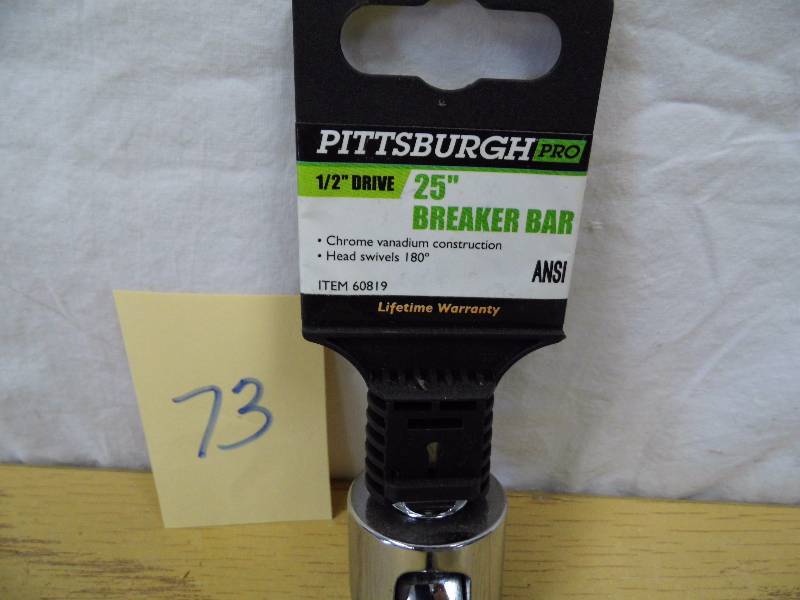 PITTSBURGH PRO
1/2" DRIVE
25"
BREAKER BAR
• Chrome vanadium construction
• Head swivels 180°
ANSI
ITEM 60819
Lifetime Warranty
73